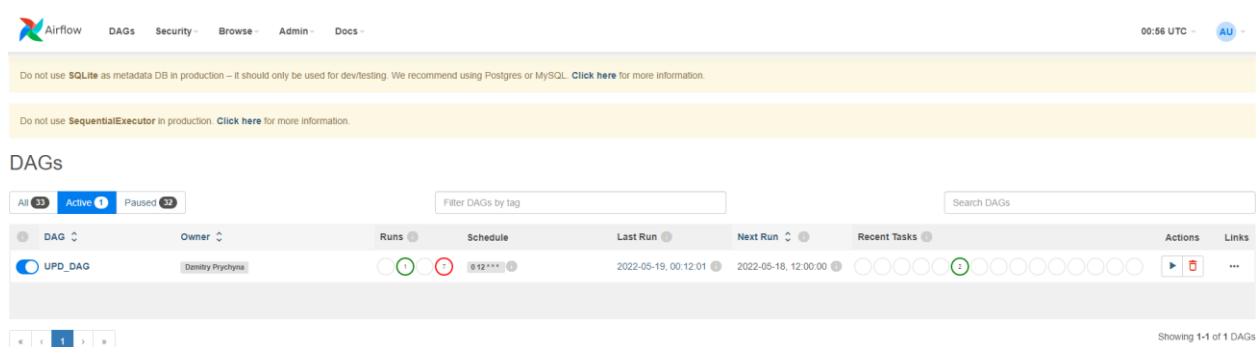 Airflow DAGs Security Browse Admin Docs 00:56 UTC AU
Do not use SQLite as metadata DB in production – it should only be used for dev/testing. We recommend using Postgres or MySQL. Click here for more information.
Do not use SequentialExecutor in production. Click here for more information.
DAGs
All 33 Active 1 Paused 32 Filter DAGs by tag Search DAGs
DAG Owner Runs Schedule Last Run Next Run Recent Tasks Actions Links
UPD_DAG Dzmitry Prychyna 1 7 0 12 * * * 2022-05-19, 00:12:01 2022-05-18, 12:00:00 2 ...
« ‹ 1 › »
Showing 1-1 of 1 DAGs